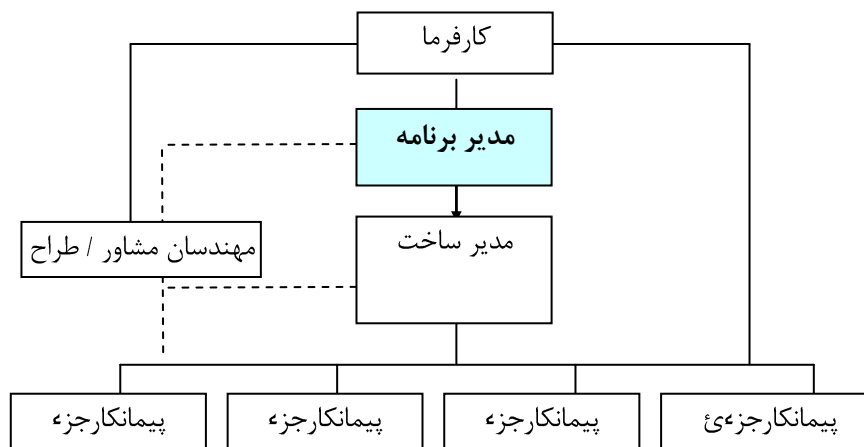 کارفرما
مدیر برنامه
مدیر ساخت
مهندسان مشاور / طراح
پیمانکارجزءئ
پیمانکارجزء
پیمانکارجزء
پیمانکارجزء